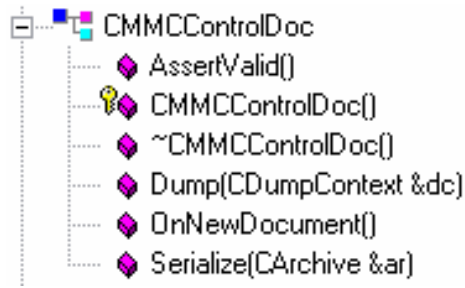 CMMCControlDoc
AssertValid()
CMMCControlDoc()
~CMMCControlDoc()
Dump(CDumpContext &dc)
OnNewDocument()
Serialize(CArchive &ar)